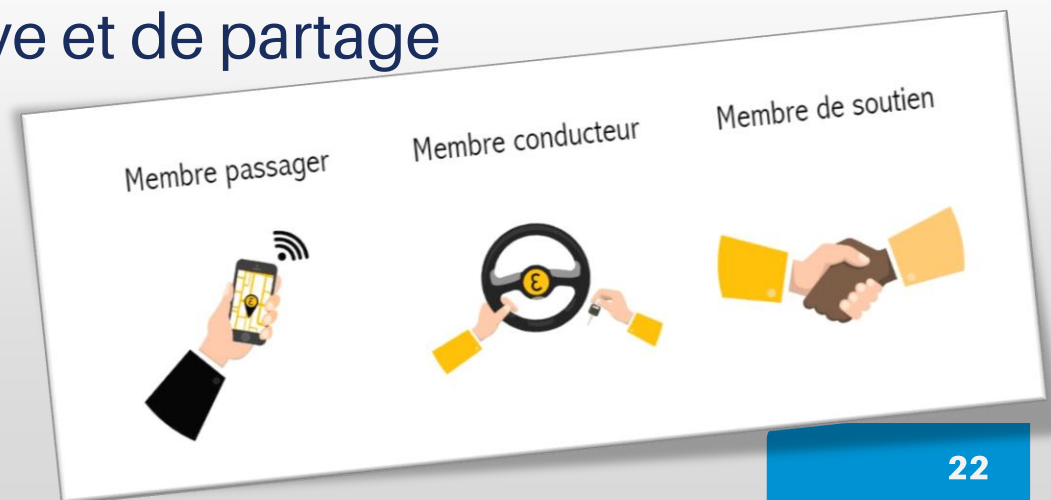 ve et de partage
Membre passager
Membre conducteur
Membre de soutien
ε
22